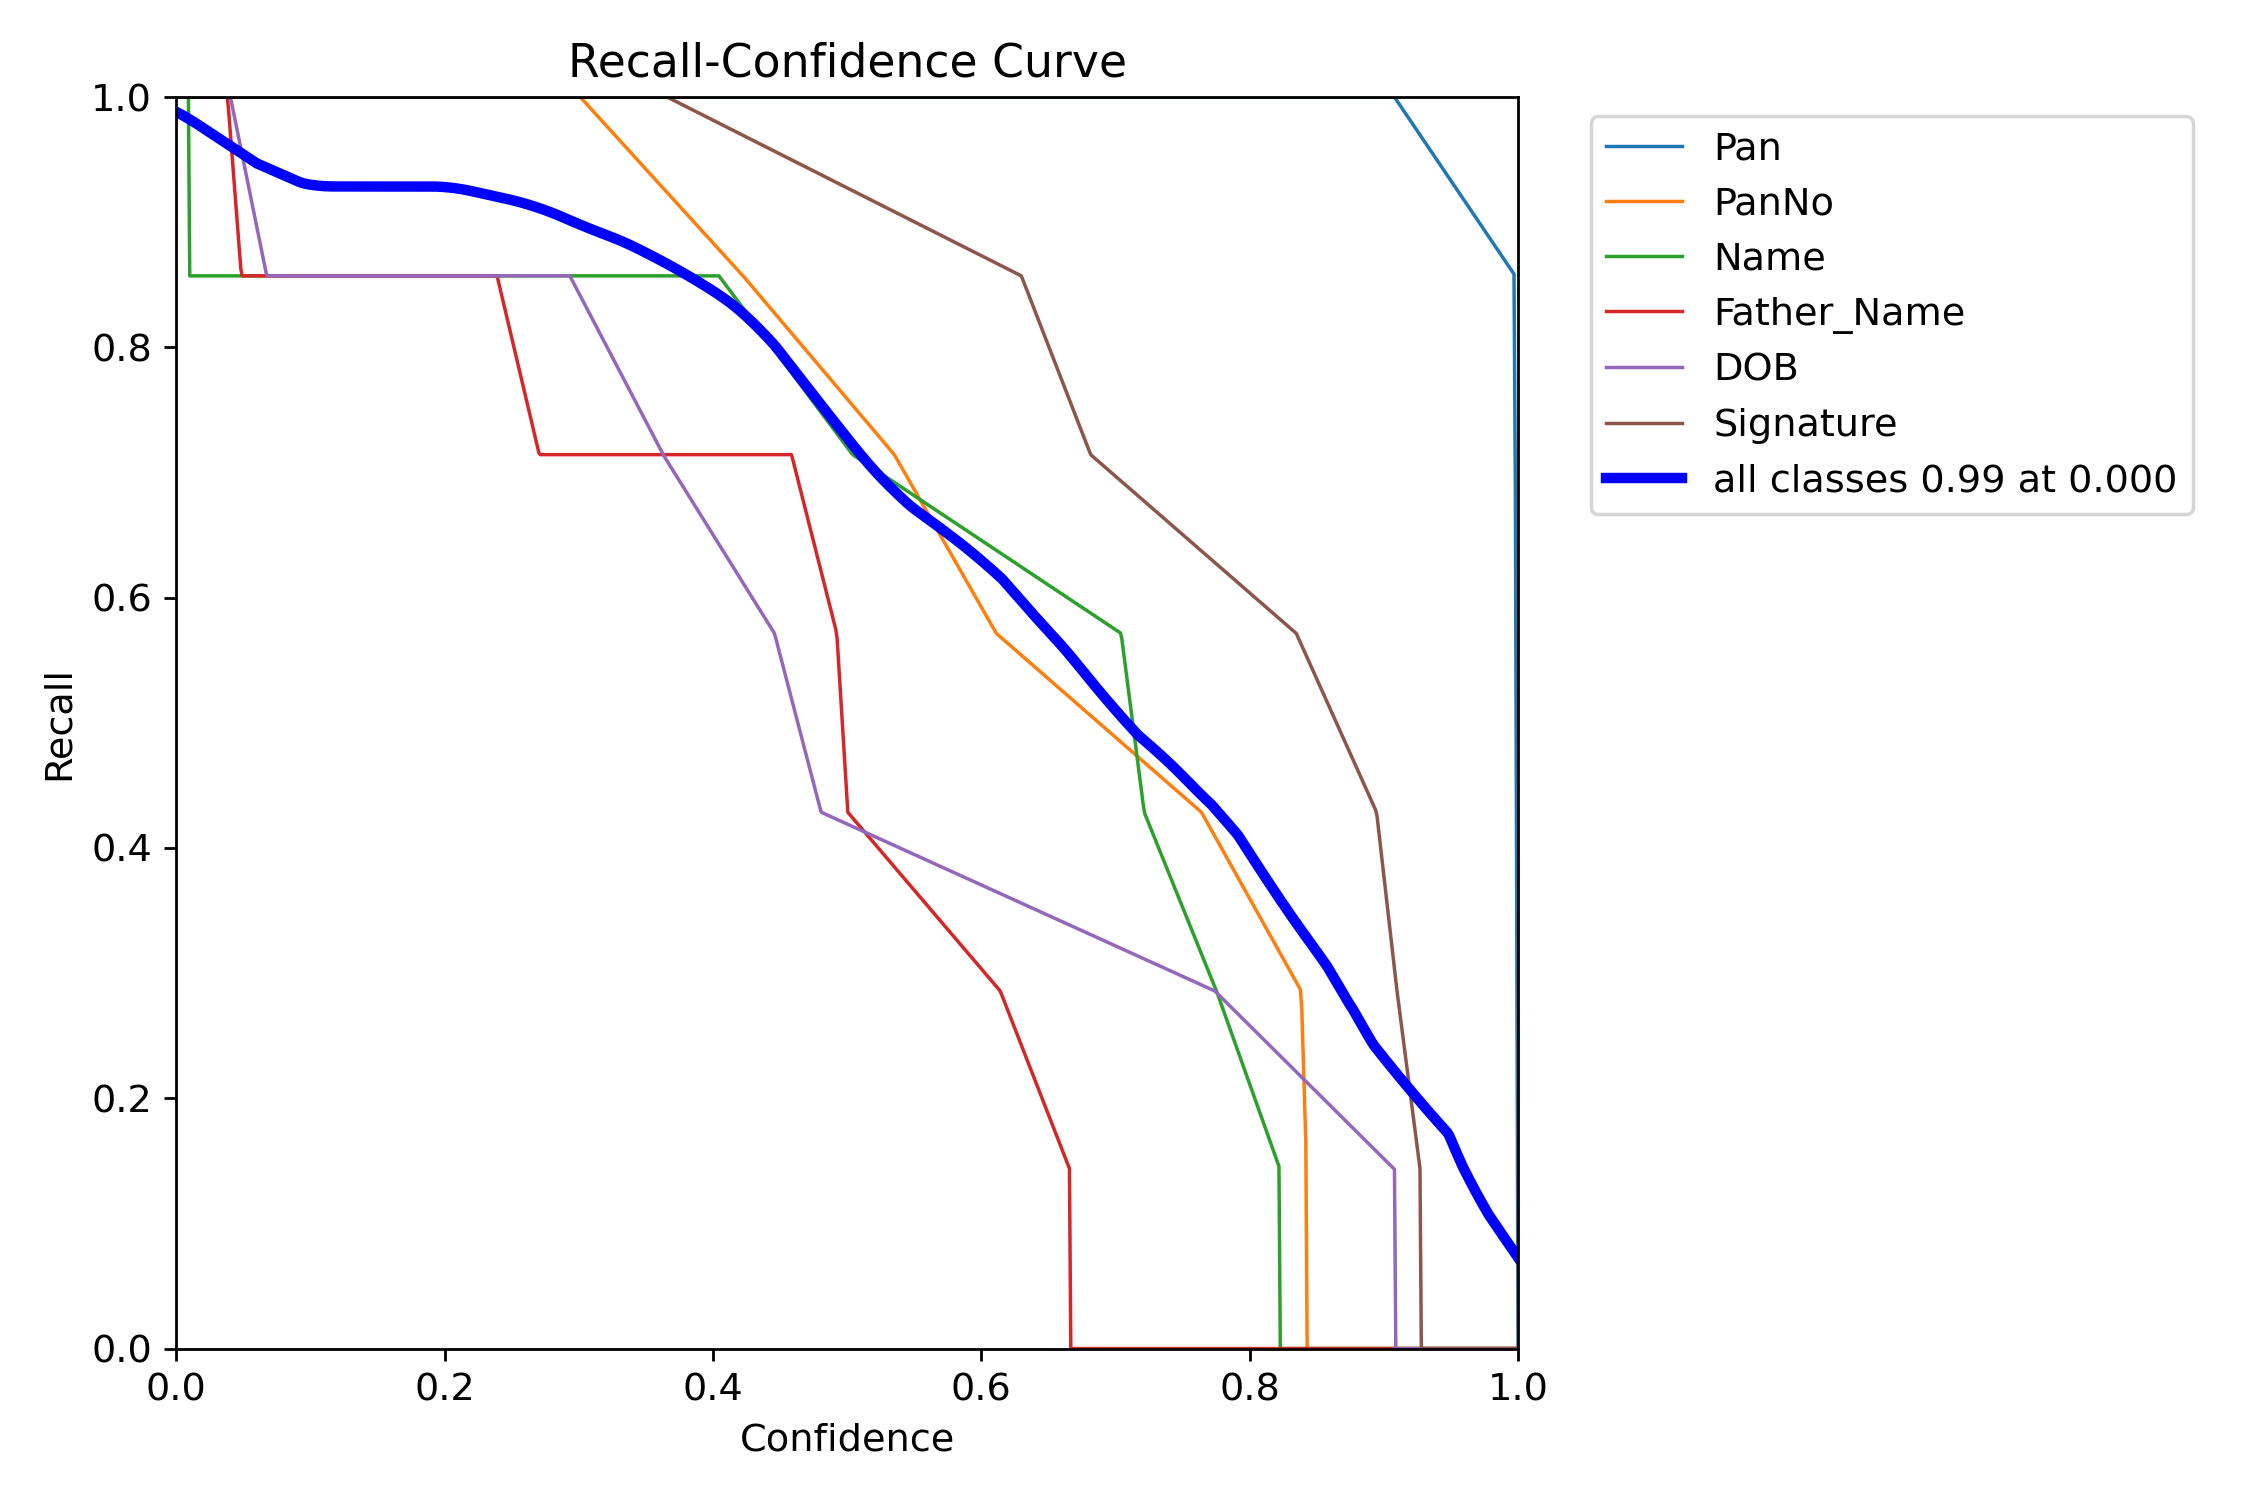 Recall-Confidence Curve
1.0
0.8
0.6
0.4
0.2
0.0
Recall
0.0 0.2 0.4 0.6 0.8 1.0
Confidence
Pan
PanNo
Name
Father_Name
DOB
Signature
all classes 0.99 at 0.000